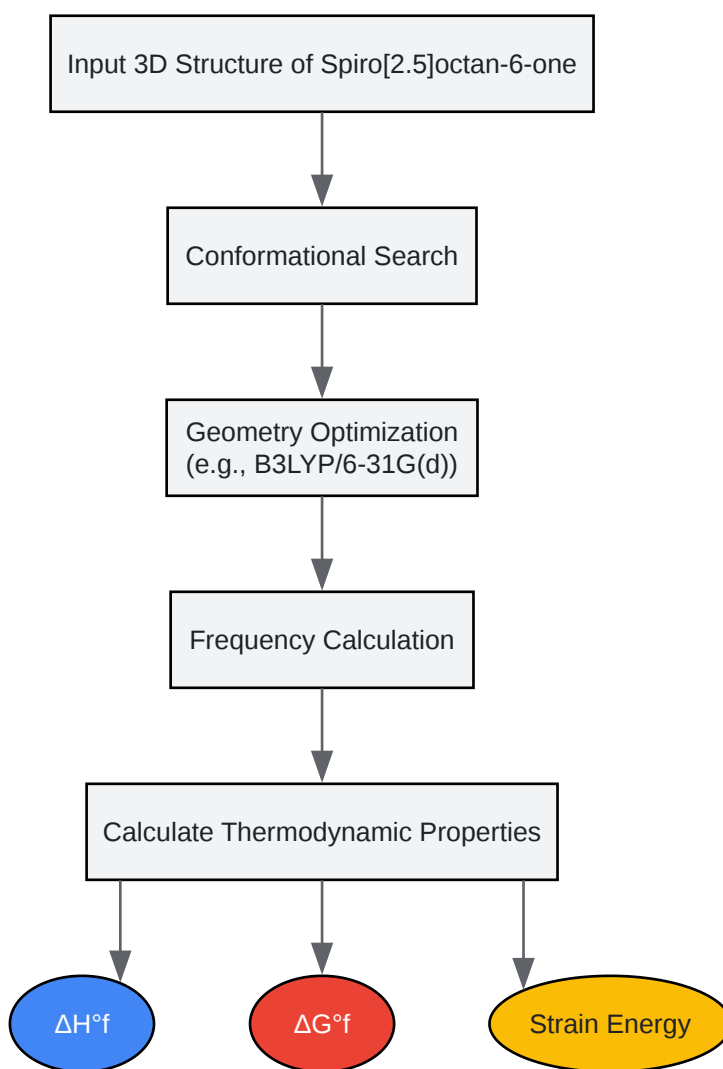 Input 3D Structure of Spiro[2.5]octan-6-one
Conformational Search
Geometry Optimization
(e.g., B3LYP/6-31G(d))
Frequency Calculation
Calculate Thermodynamic Properties
ΔH°f
ΔG°f
Strain Energy